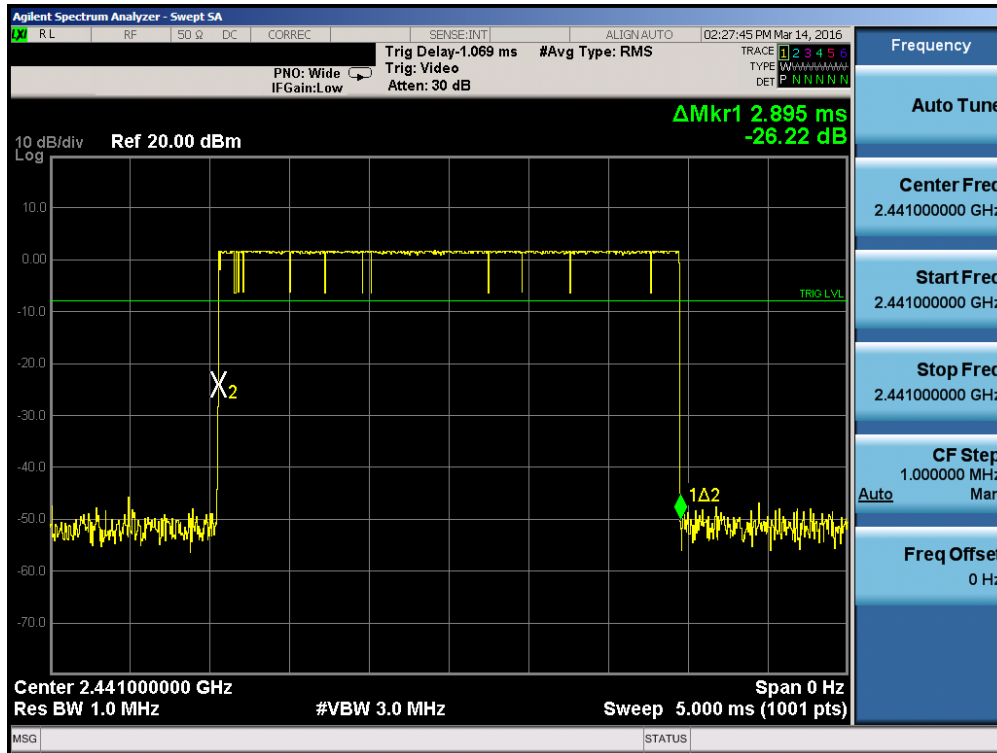 Agilent Spectrum Analyzer - Swept SA
LXI RL RF 50 Ω DC CORREC SENSE:INT ALIGN AUTO 02:27:45 PM Mar 14, 2016
Frequency
PNO: Wide
IFGain:Low
Trig Delay-1.069 ms
Trig: Video
Atten: 30 dB
#Avg Type: RMS
TRACE 1 2 3 4 5 6
TYPE W
DET P N N N N N
Auto Tune
ΔMkr1 2.895 ms
-26.22 dB
10 dB/div Ref 20.00 dBm
Log
Center Freq
2.441000000 GHz
10.0
0.00
Start Freq
2.441000000 GHz
TRIG LVL
-10.0
-20.0
Stop Freq
2.441000000 GHz
X2
-30.0
-40.0
CF Step
1.000000 MHz
Auto Man
1Δ2
-50.0
Freq Offset
0 Hz
-60.0
-70.0
Center 2.441000000 GHz Span 0 Hz
Res BW 1.0 MHz #VBW 3.0 MHz Sweep 5.000 ms (1001 pts)
MSG STATUS